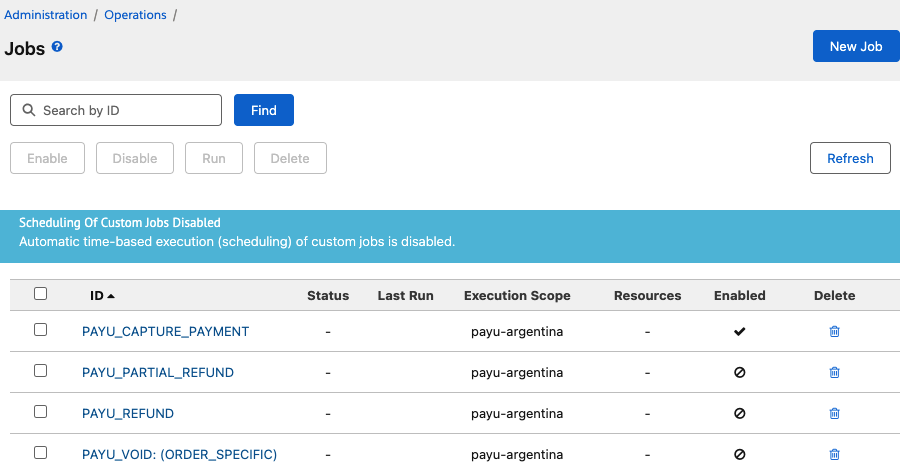 Administration / Operations /
Jobs ?
New Job
Search by ID
Find
Enable
Disable
Run
Delete
Refresh
Scheduling Of Custom Jobs Disabled
Automatic time-based execution (scheduling) of custom jobs is disabled.
ID Status Last Run Execution Scope Resources Enabled Delete
PAYU_CAPTURE_PAYMENT - payu-argentina -
PAYU_PARTIAL_REFUND - payu-argentina -
PAYU_REFUND - payu-argentina -
PAYU_VOID: (ORDER_SPECIFIC) - payu-argentina -